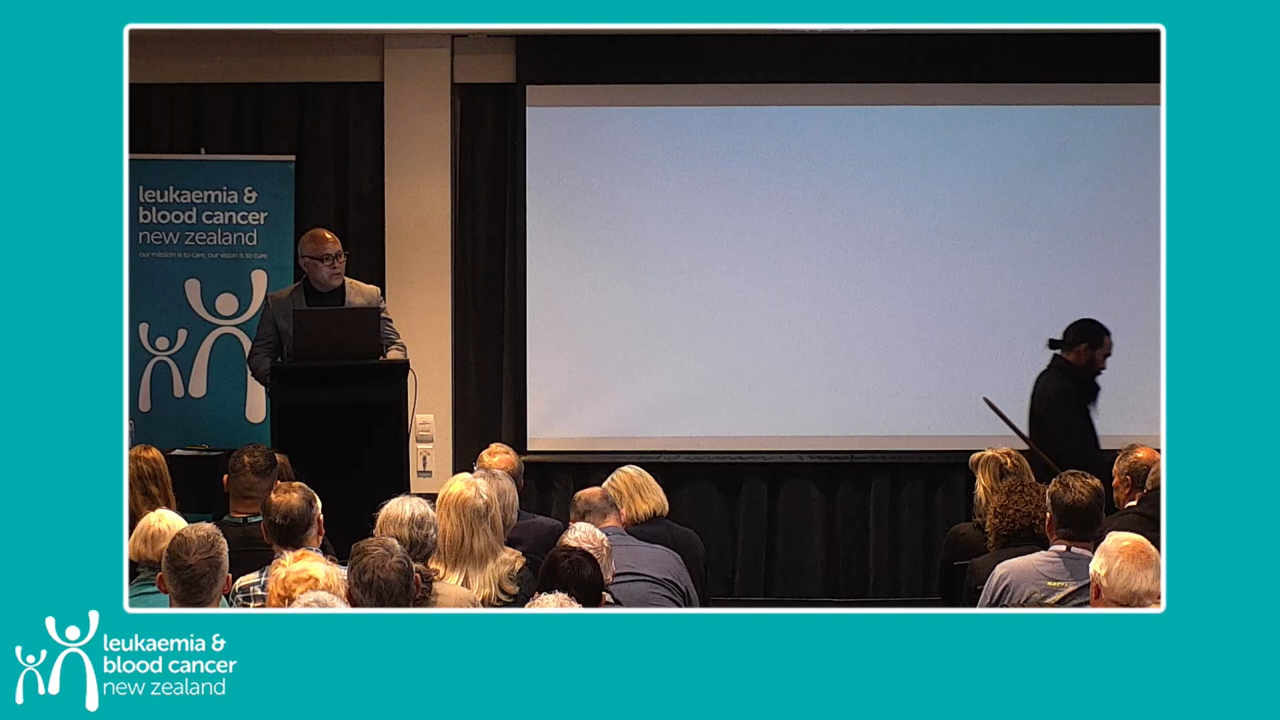 leukaemia &
blood cancer
new zealand
our mission is to care, our vision is to cure
leukaemia &
blood cancer
new zealand